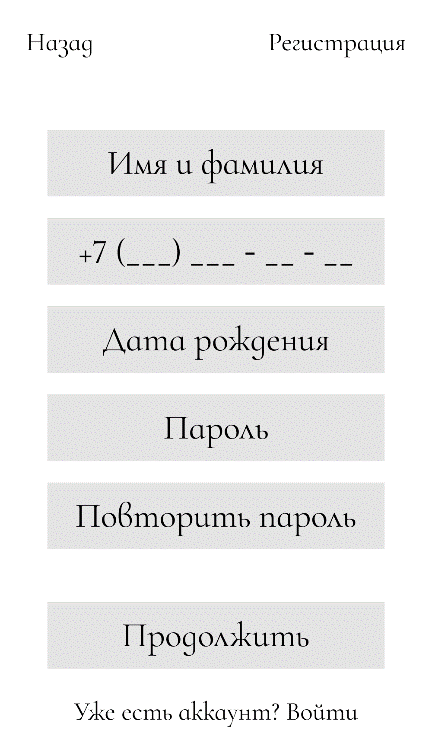 Назад Регистрация
Имя и фамилия
+7 (___) ___ - __ - __
Дата рождения
Пароль
Повторить пароль
Продолжить
Уже есть аккаунт? Войти